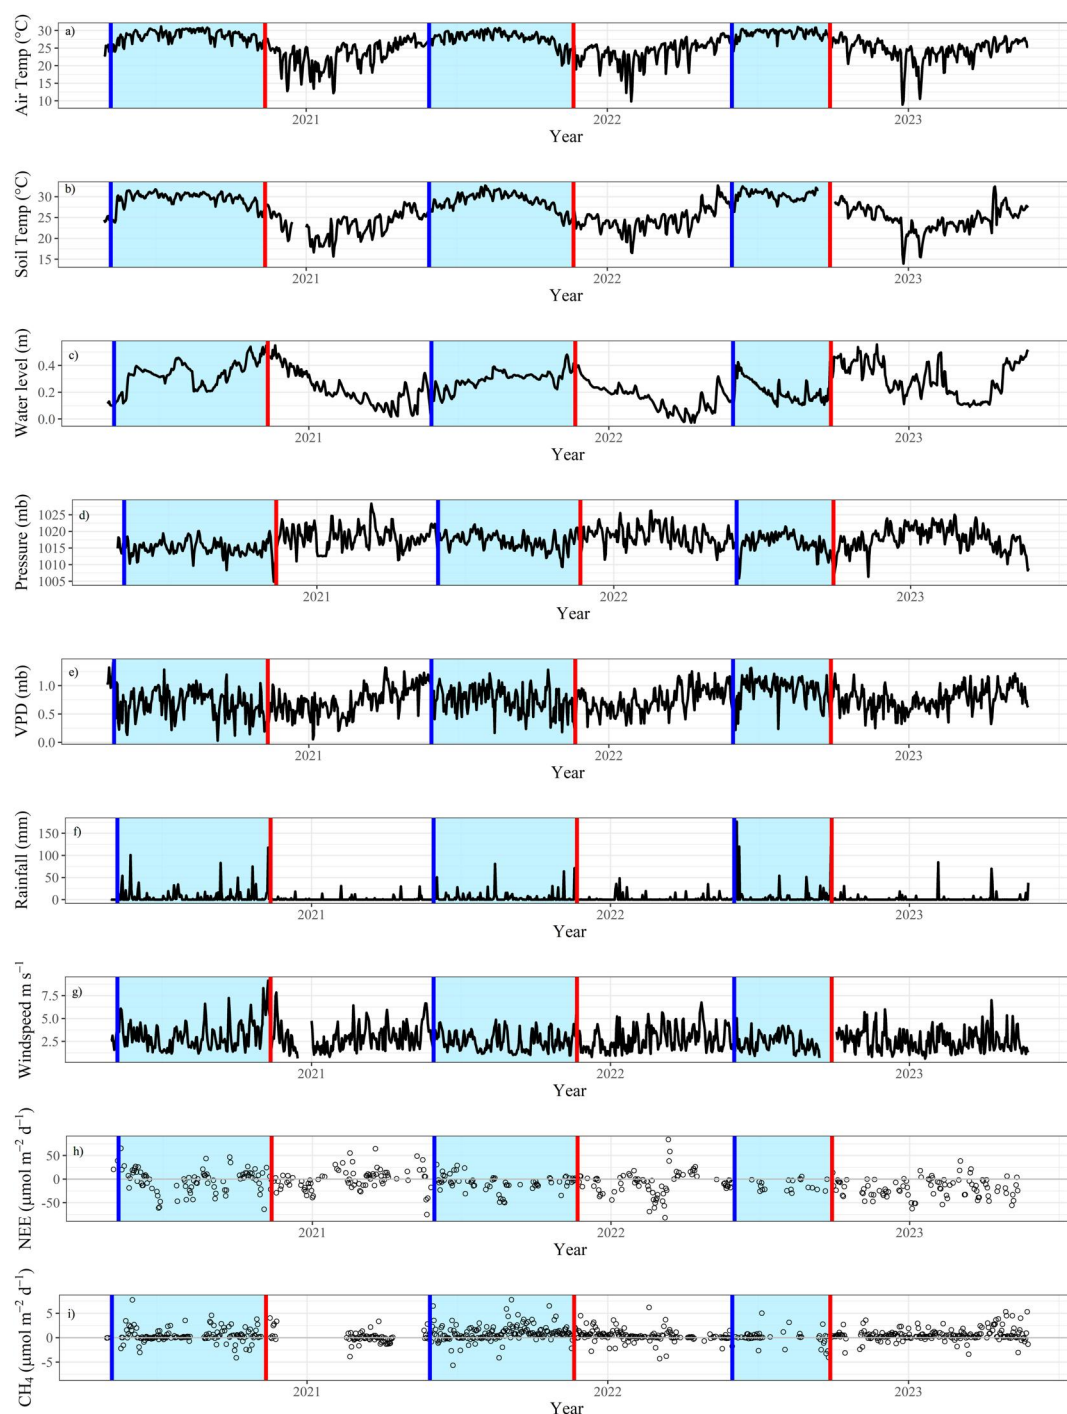 a)
Air Temp (°C)
30
25
20
15
10
2021
2022
2023
Year
b)
Soil Temp (°C)
30
25
20
15
2021
2022
2023
Year
c)
Water level (m)
0.4
0.2
0.0
2021
2022
2023
Year
d)
Pressure (mb)
1025
1020
1015
1010
1005
2021
2022
2023
Year
e)
VPD (mb)
1.0
0.5
0.0
2021
2022
2023
Year
f)
Rainfall (mm)
150
100
50
0
2021
2022
2023
Year
g)
Windspeed m s⁻¹
7.5
5.0
2.5
2021
2022
2023
Year
h)
NEE (μmol m⁻² d⁻¹)
50
0
-50
2021
2022
2023
Year
i)
CH₄ (μmol m⁻² d⁻¹)
5
0
-5
2021
2022
2023
Year